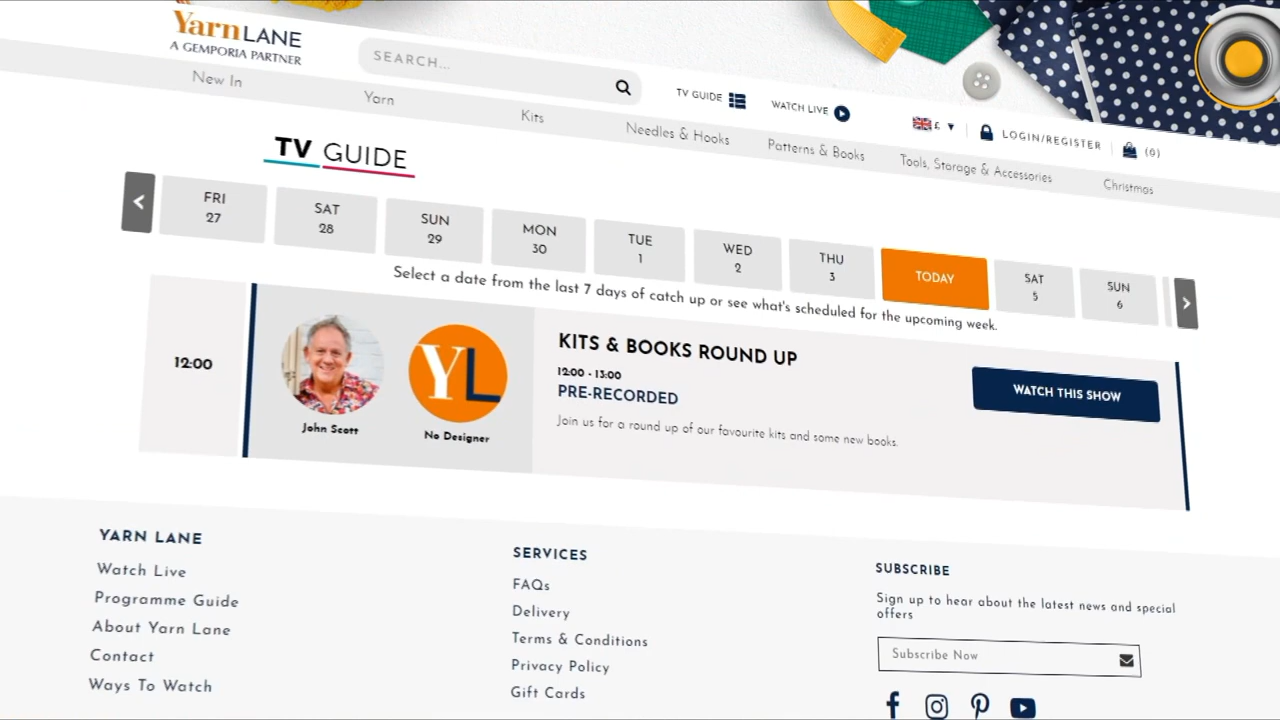 Yarn LANE
A GEMPORIA PARTNER
SEARCH...
TV GUIDE
WATCH LIVE
£
LOGIN/REGISTER
(0)
New In
Yarn
Kits
Needles & Hooks
Patterns & Books
Tools, Storage & Accessories
Christmas
TV GUIDE
FRI
27
SAT
28
SUN
29
MON
30
TUE
1
WED
2
THU
3
TODAY
SAT
5
SUN
6
Select a date from the last 7 days of catch up or see what's scheduled for the upcoming week.
12:00
John Scott
YL
No Designer
KITS & BOOKS ROUND UP
12:00 - 13:00
PRE-RECORDED
Join us for a round up of our favourite kits and some new books.
WATCH THIS SHOW
YARN LANE
Watch Live
Programme Guide
About Yarn Lane
Contact
Ways To Watch
SERVICES
FAQs
Delivery
Terms & Conditions
Privacy Policy
Gift Cards
SUBSCRIBE
Sign up to hear about the latest news and special
offers
Subscribe Now